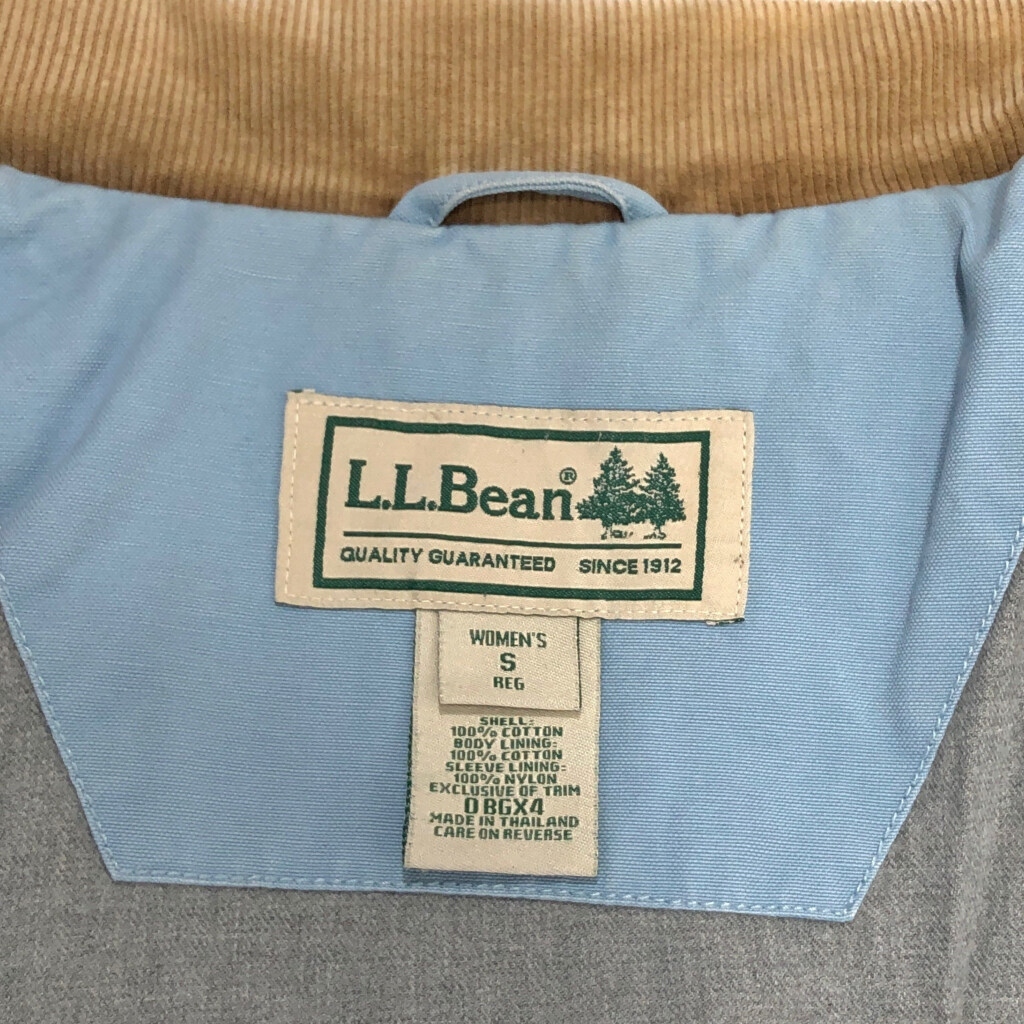 L.L.Bean®
QUALITY GUARANTEED SINCE 1912
WOMEN'S
S
REG
SHELL:
100% COTTON
BODY LINING:
100% COTTON
SLEEVE LINING:
100% NYLON
EXCLUSIVE OF TRIM
0BGX4
MADE IN THAILAND
CARE ON REVERSE